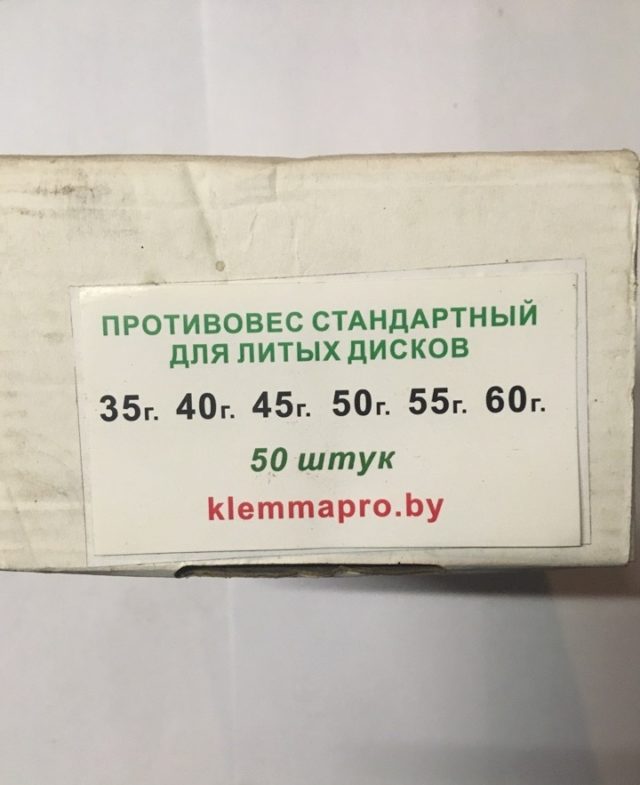 ПРОТИВОВЕС СТАНДАРТНЫЙ
ДЛЯ ЛИТЫХ ДИСКОВ
35г. 40г. 45г. 50г. 55г. 60г.
50 штук
klemmapro.by